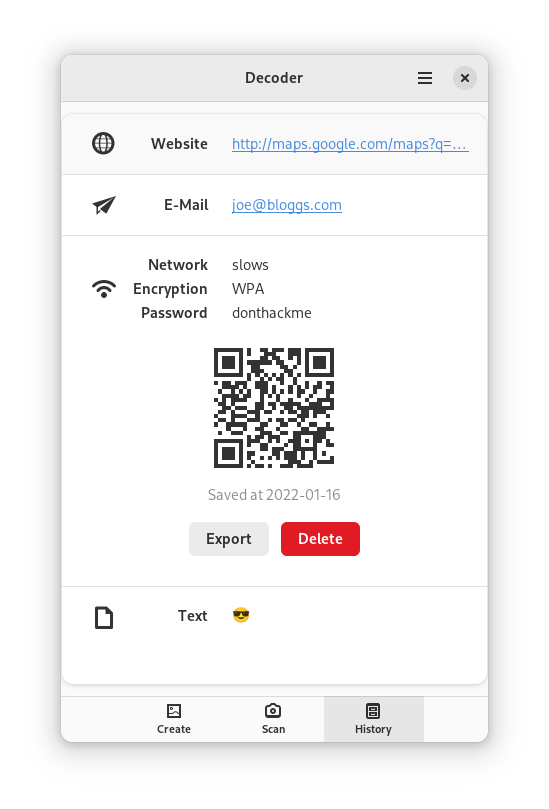 Decoder
Website http://maps.google.com/maps?q=...
E-Mail joe@bloggs.com
Network slows
Encryption WPA
Password donthackme
Saved at 2022-01-16
Export Delete
Text 😎
Create Scan History